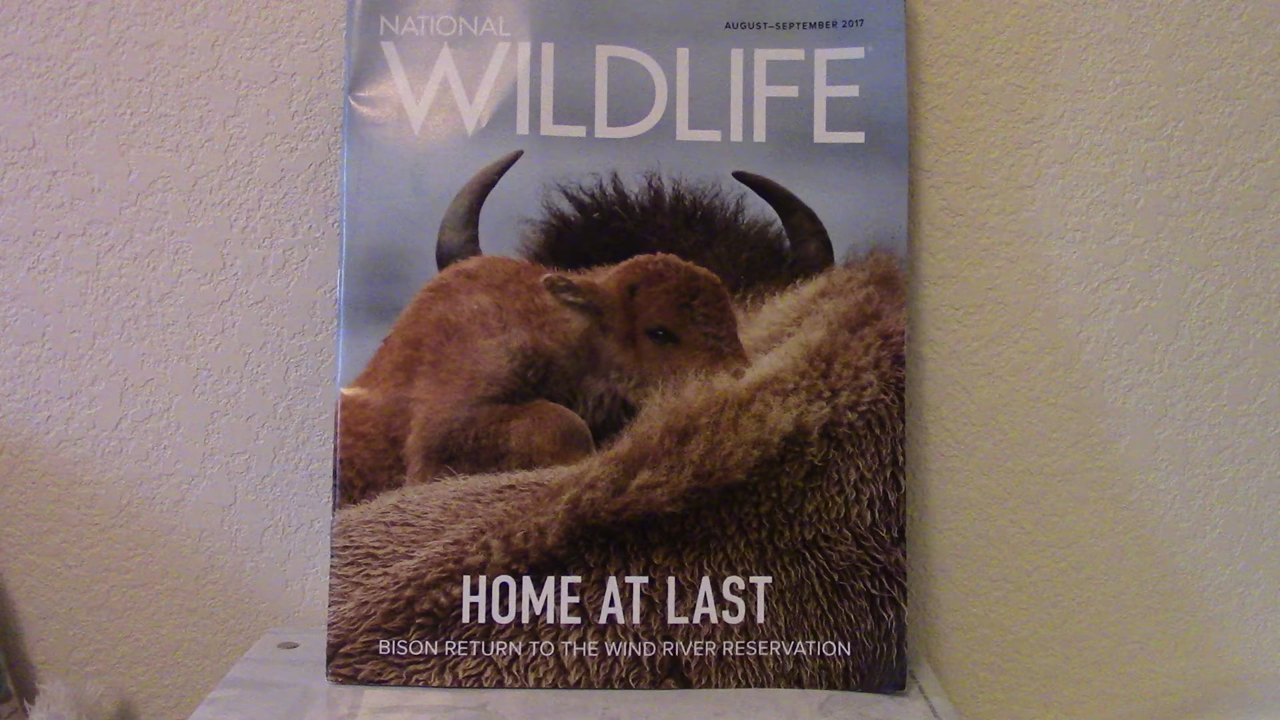 NATIONAL
AUGUST–SEPTEMBER 2017
WILDLIFE
HOME AT LAST
BISON RETURN TO THE WIND RIVER RESERVATION